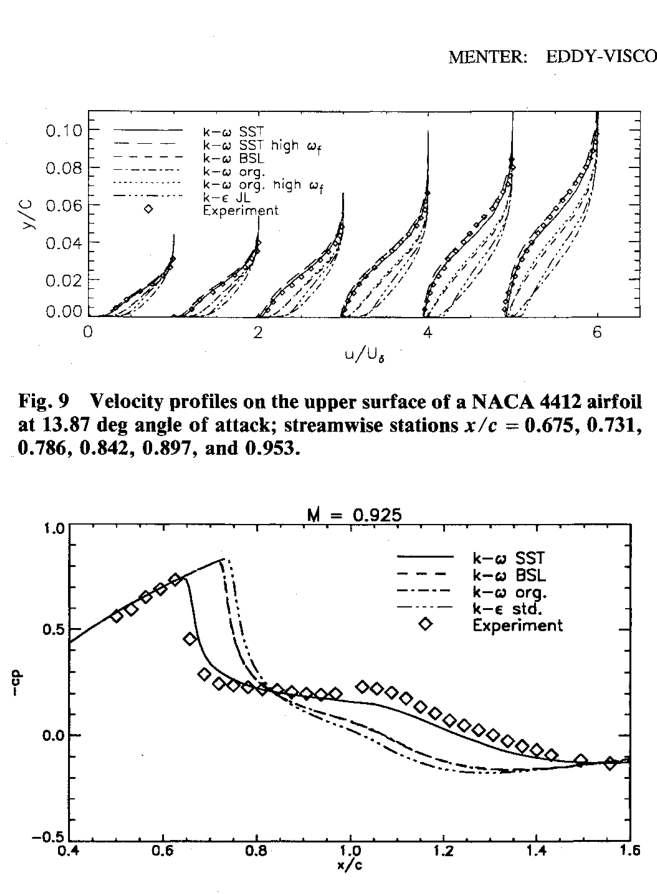 MENTER: EDDY-VISCO
0.10
0.08
0.06
0.04
0.02
0.00
y/C
k-ω SST
k-ω SST high ω_f
k-ω BSL
k-ω org.
k-ω org. high ω_f
k-ε JL
Experiment
0 2 4 6
u/U_δ
Fig. 9 Velocity profiles on the upper surface of a NACA 4412 airfoil
at 13.87 deg angle of attack; streamwise stations x/c = 0.675, 0.731,
0.786, 0.842, 0.897, and 0.953.
M = 0.925
1.0
0.5
0.0
-0.5
-cp
k-ω SST
k-ω BSL
k-ω org.
k-ε std.
Experiment
0.4 0.6 0.8 1.0 1.2 1.4 1.6
x/c